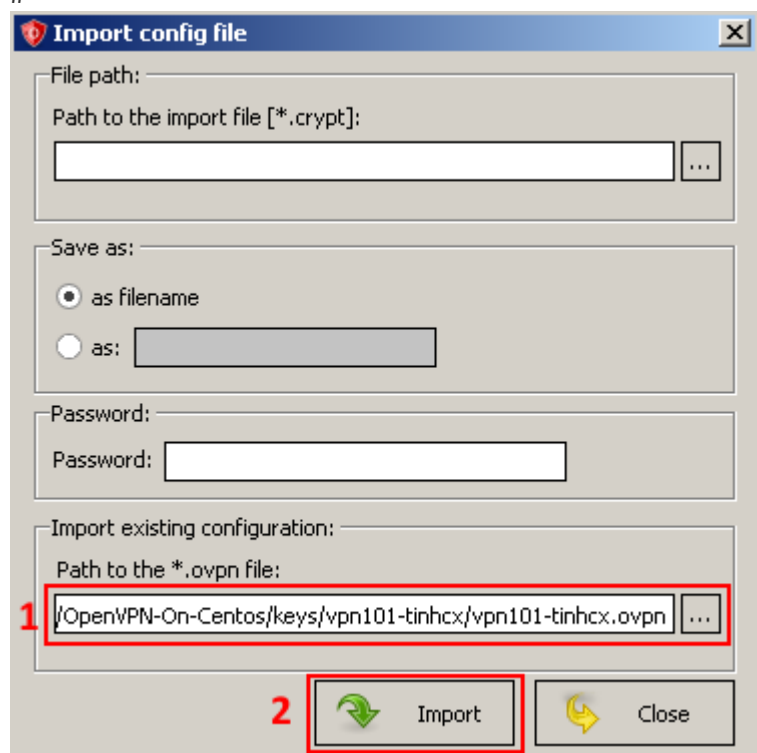 Import config file
File path:
Path to the import file [*.crypt]:
...
Save as:
as filename
as:
Password:
Password:
Import existing configuration:
Path to the *.ovpn file:
1 /OpenVPN-On-Centos/keys/vpn101-tinhcx/vpn101-tinhcx.ovpn ...
2 Import Close